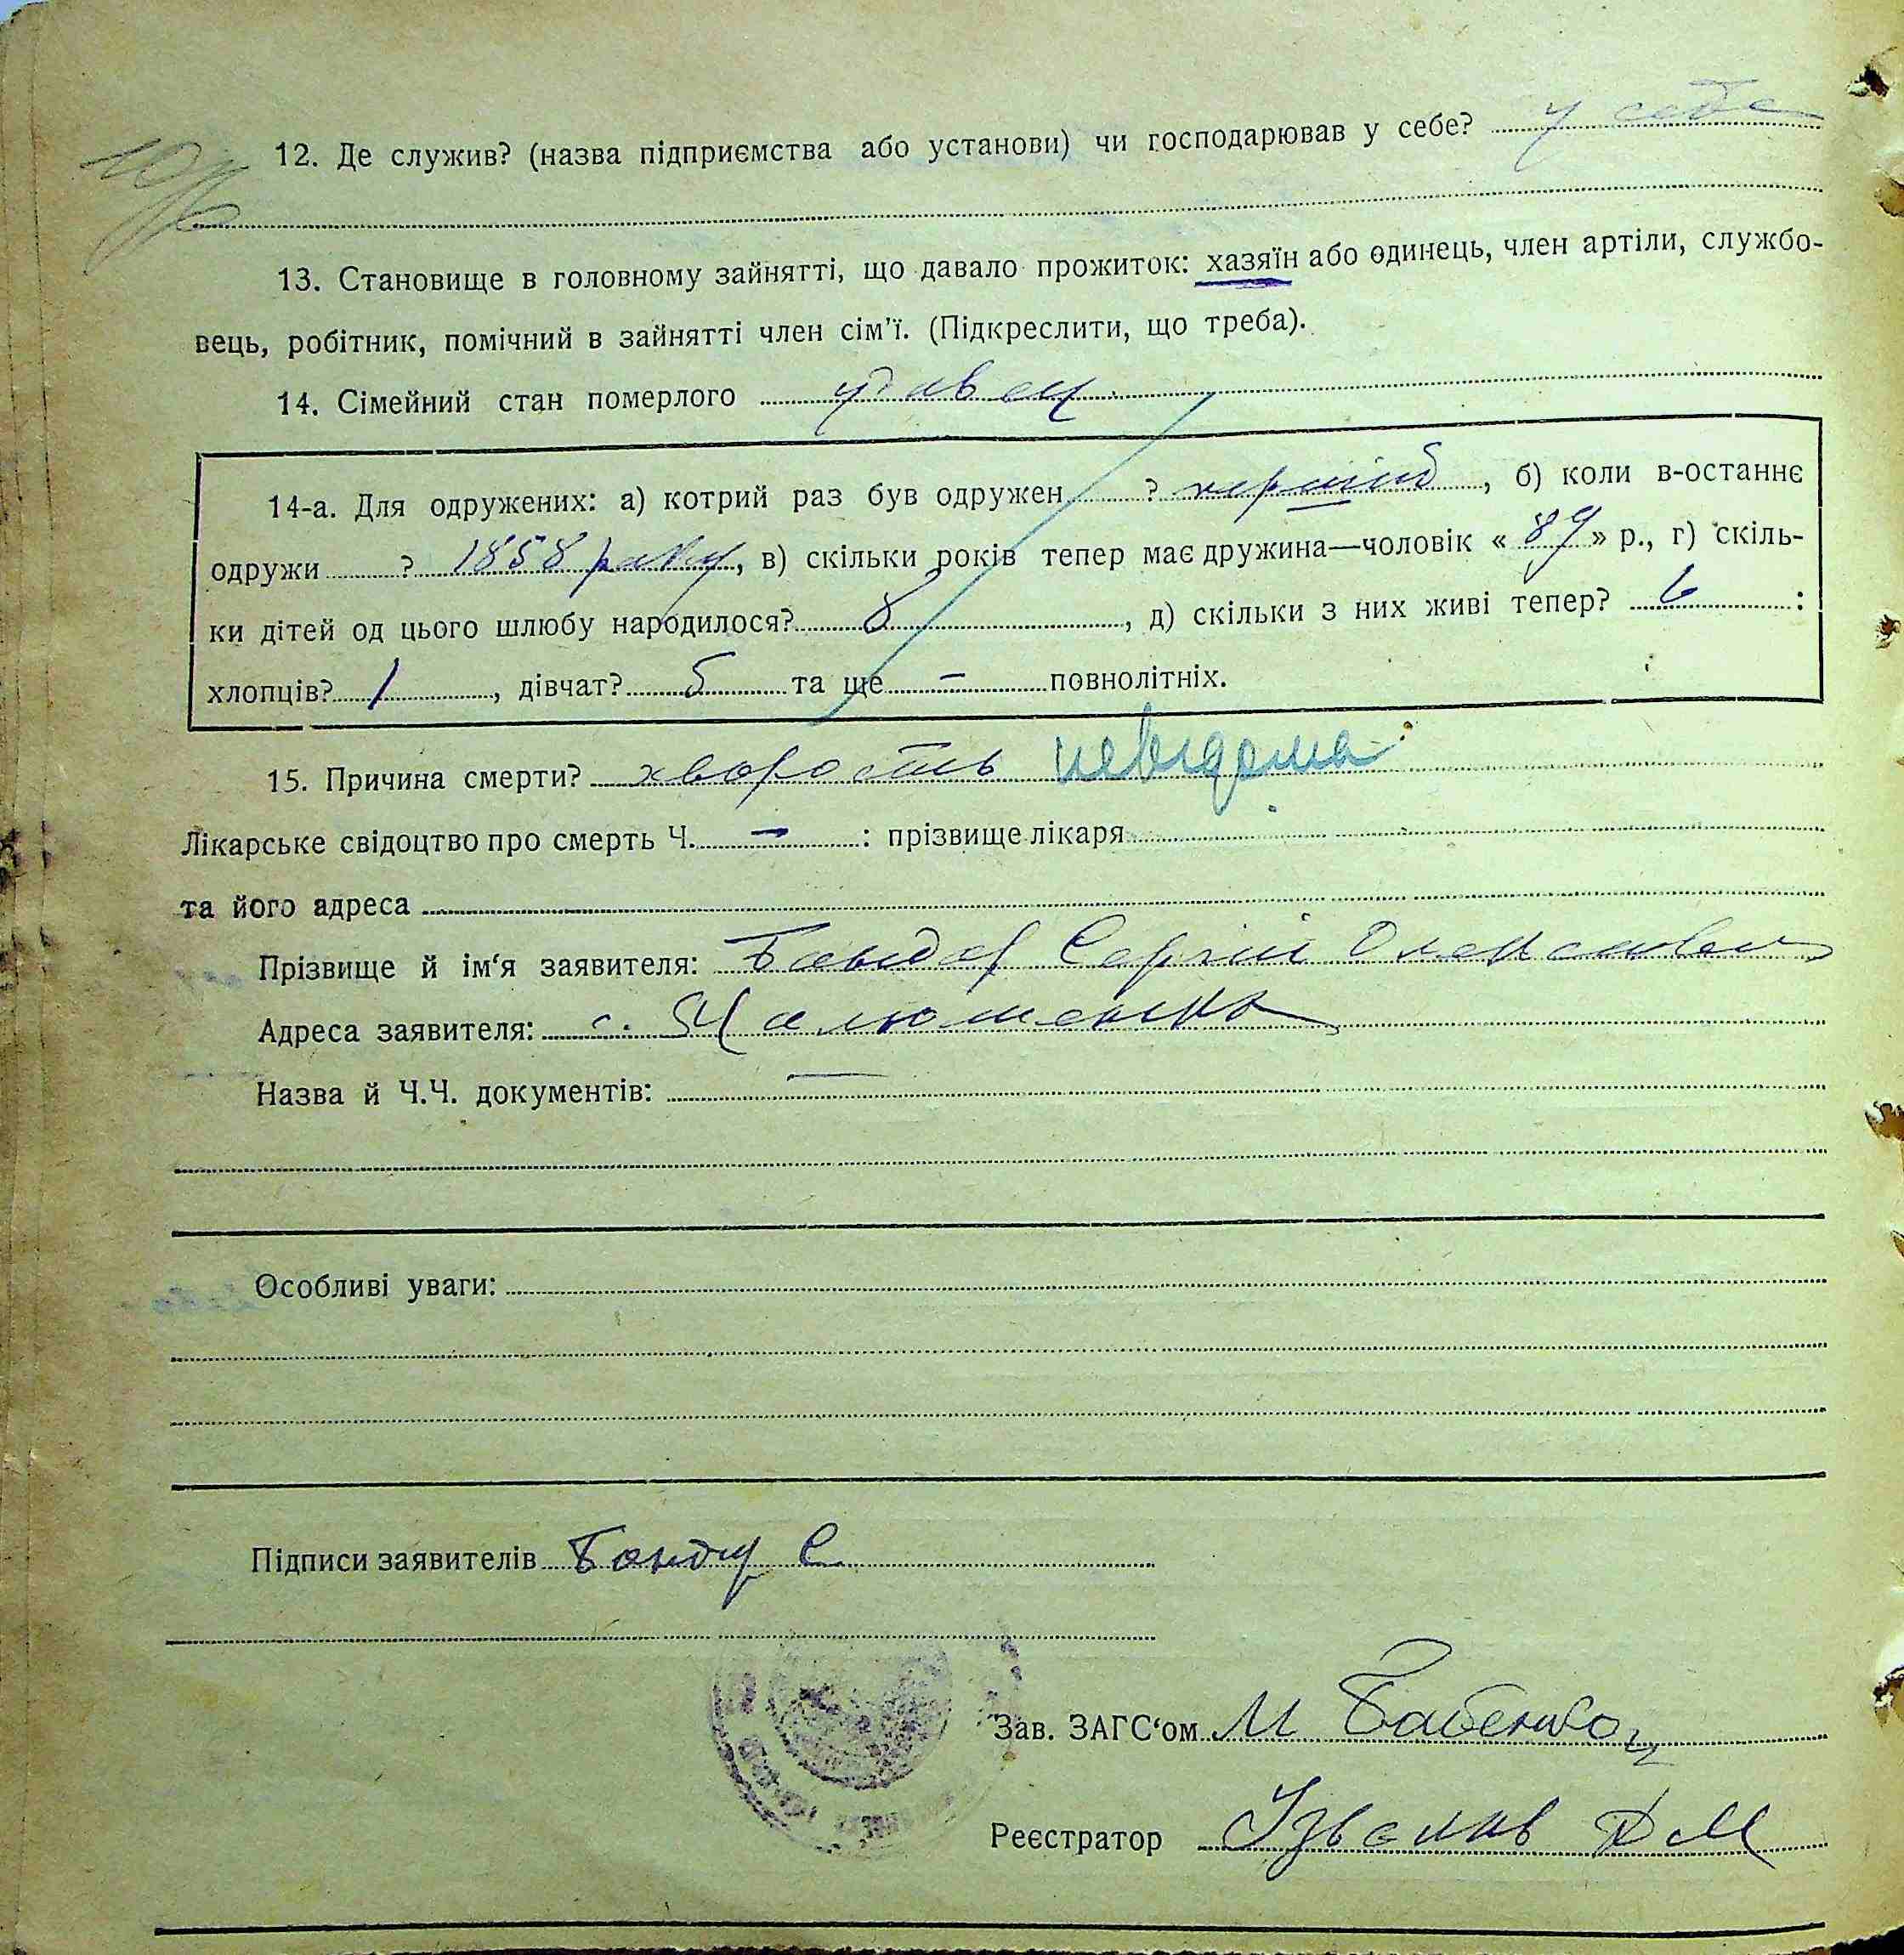 12. Де служив? (назва підприємства або установи) чи господарював у себе? у себе
13. Становище в головному зайнятті, що давало прожиток: хазяїн або одинець, член артіли, службо-
вець, робітник, помічний в зайнятті член сім'ї. (Підкреслити, що треба).
14. Сімейний стан померлого
14-а. Для одружених: а) котрий раз був одружен ? перший, б) коли в-останнє
одружи ? 1858 року, в) скільки років тепер має дружина—чоловік « 89 » р., г) скіль-
ки дітей од цього шлюбу народилося? 8, д) скільки з них живі тепер? 6 :
хлопців? 1, дівчат? 5 та ще – повнолітніх.
15. Причина смерти? хворость невідома
Лікарське свідоцтво про смерть Ч. — : прізвище лікаря
та його адреса
Прізвище й ім'я заявителя: Сергій
Адреса заявителя: с.
Назва й Ч.Ч. документів: —
Особливі уваги:
Підписи заявителів Бондар С
Зав. ЗАГС'ом М Бабенко
Реєстратор Д М